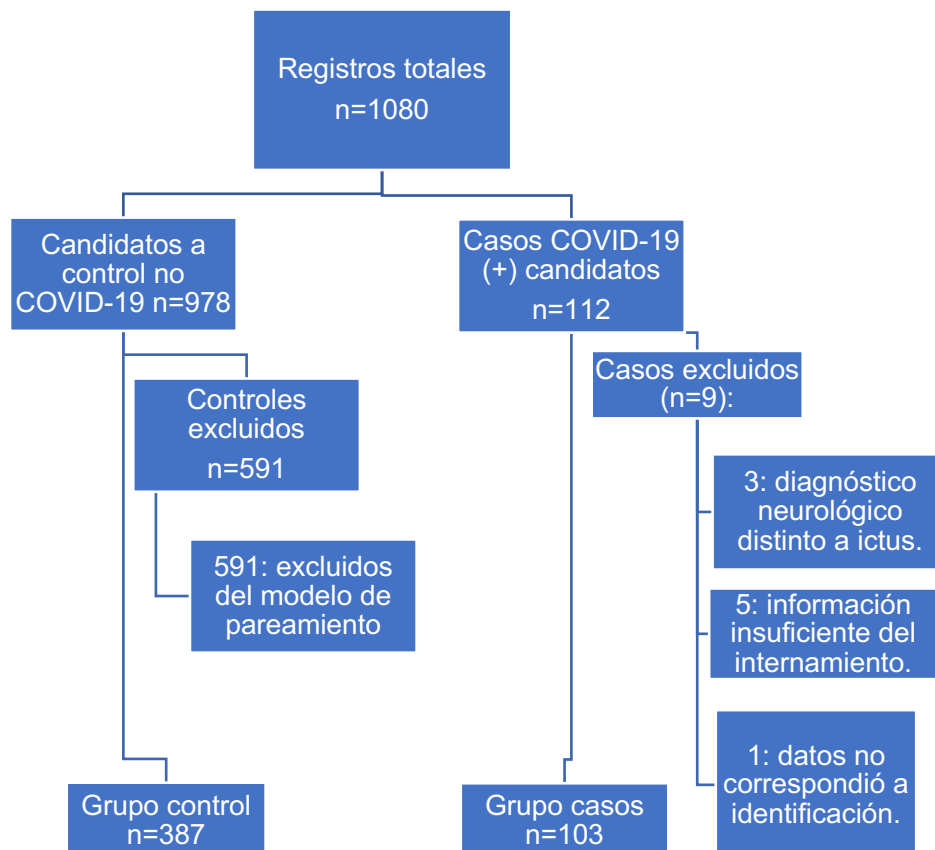 Registros totales
n=1080
Candidatos a
control no
COVID-19 n=978
Casos COVID-19
(+) candidatos
n=112
Controles
excluidos
n=591
Casos excluidos
(n=9):
591: excluidos
del modelo de
pareamiento
3: diagnóstico
neurológico
distinto a ictus.
5: información
insuficiente del
internamiento.
1: datos no
correspondió a
identificación.
Grupo control
n=387
Grupo casos
n=103